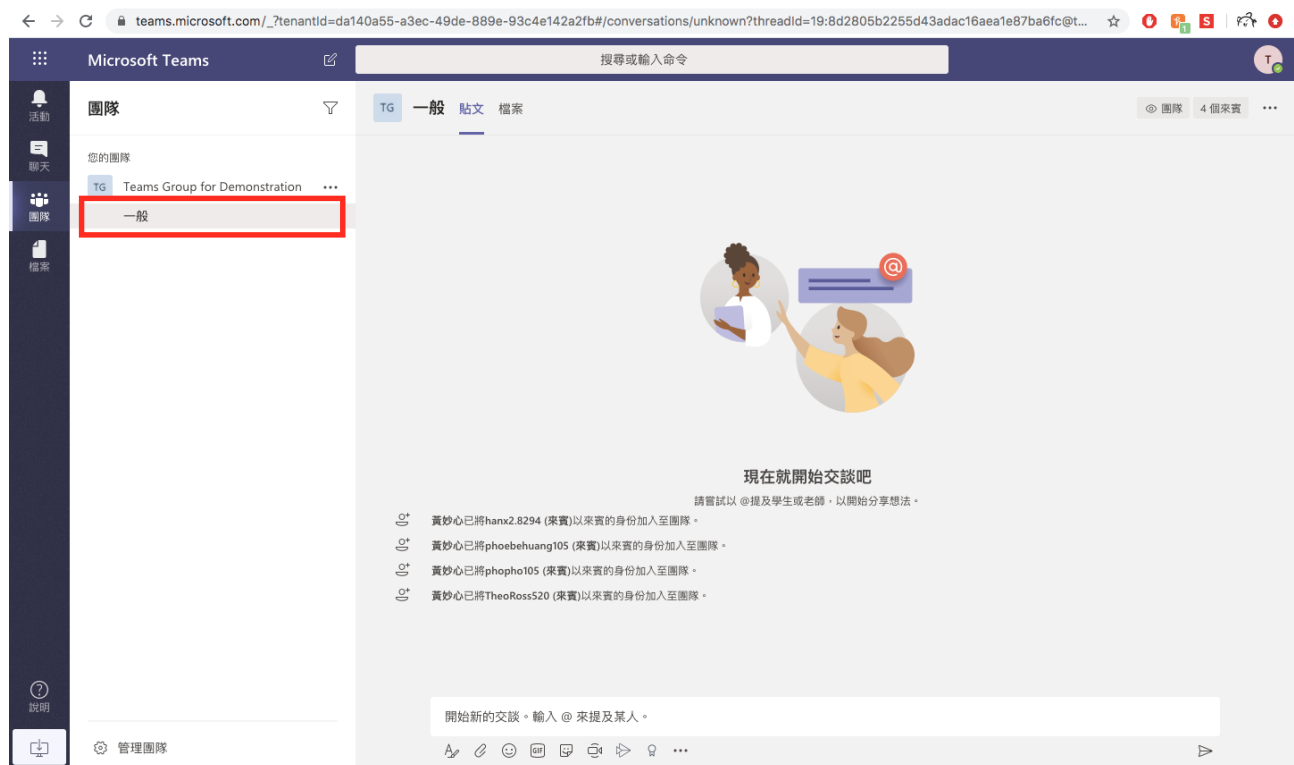 teams.microsoft.com/_?tenantId=da140a55-a3ec-49de-889e-93c4e142a2fb#/conversations/unknown?threadId=19:8d2805b2255d43adac16aea1e87ba6fc@t...
S
1
Microsoft Teams
搜尋或輸入命令
T
活動
聊天
團隊
檔案
說明
團隊
您的團隊
TG Teams Group for Demonstration
一般
管理團隊
TG 一般 貼文 檔案
團隊 4 個來賓
@
現在就開始交談吧
請嘗試以 @提及學生或老師，以開始分享想法。
黃妙心已將hanx2.8294 (來賓)以來賓的身份加入至團隊。
黃妙心已將phoebehuang105 (來賓)以來賓的身份加入至團隊。
黃妙心已將phopho105 (來賓)以來賓的身份加入至團隊。
黃妙心已將TheoRoss520 (來賓)以來賓的身份加入至團隊。
開始新的交談。輸入 @ 來提及某人。
GIF